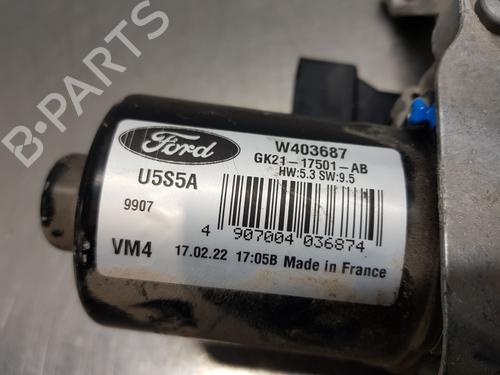 Ford
W403687
GK21-17501-AB
HW:5.3 SW:9.5
U5S5A
9907
4 907004 036874
VM4 17.02.22 17:05B Made in France
B-PARTS